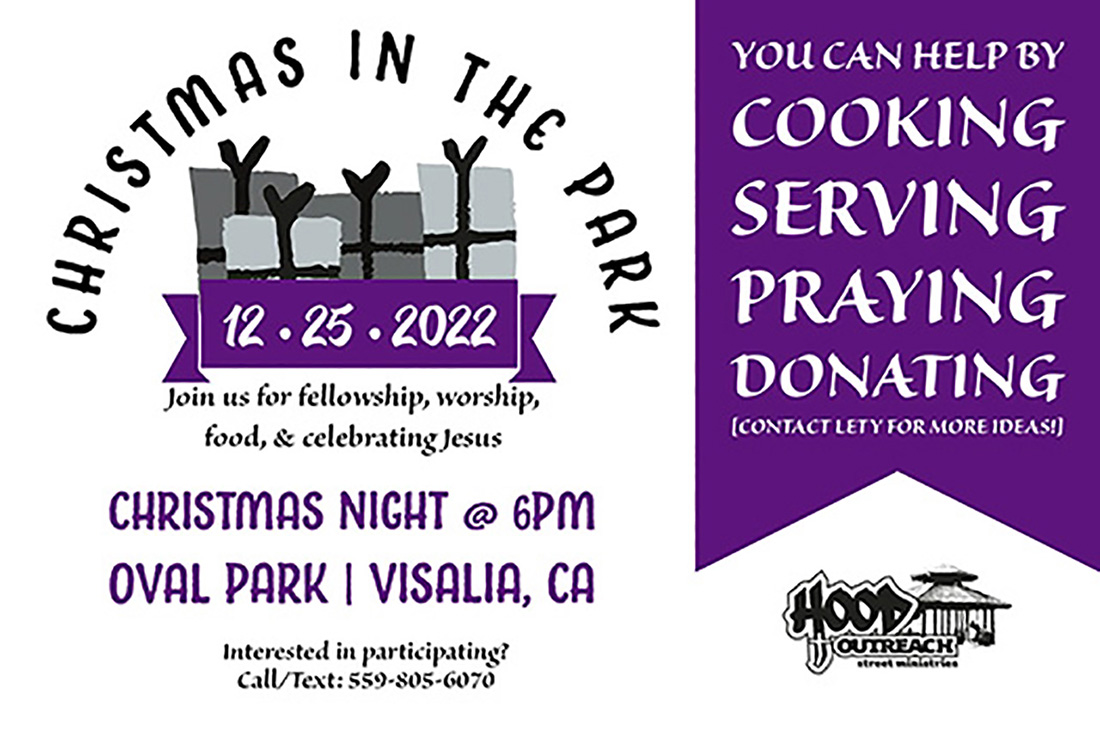 CHRISTMAS IN THE PARK
12 • 25 • 2022
Join us for fellowship, worship,
food, & celebrating Jesus
CHRISTMAS NIGHT @ 6PM
OVAL PARK | VISALIA, CA
Interested in participating?
Call/Text: 559-805-6070
YOU CAN HELP BY
COOKING
SERVING
PRAYING
DONATING
[CONTACT LETY FOR MORE IDEAS!]
HOOD
OUTREACH
street ministries